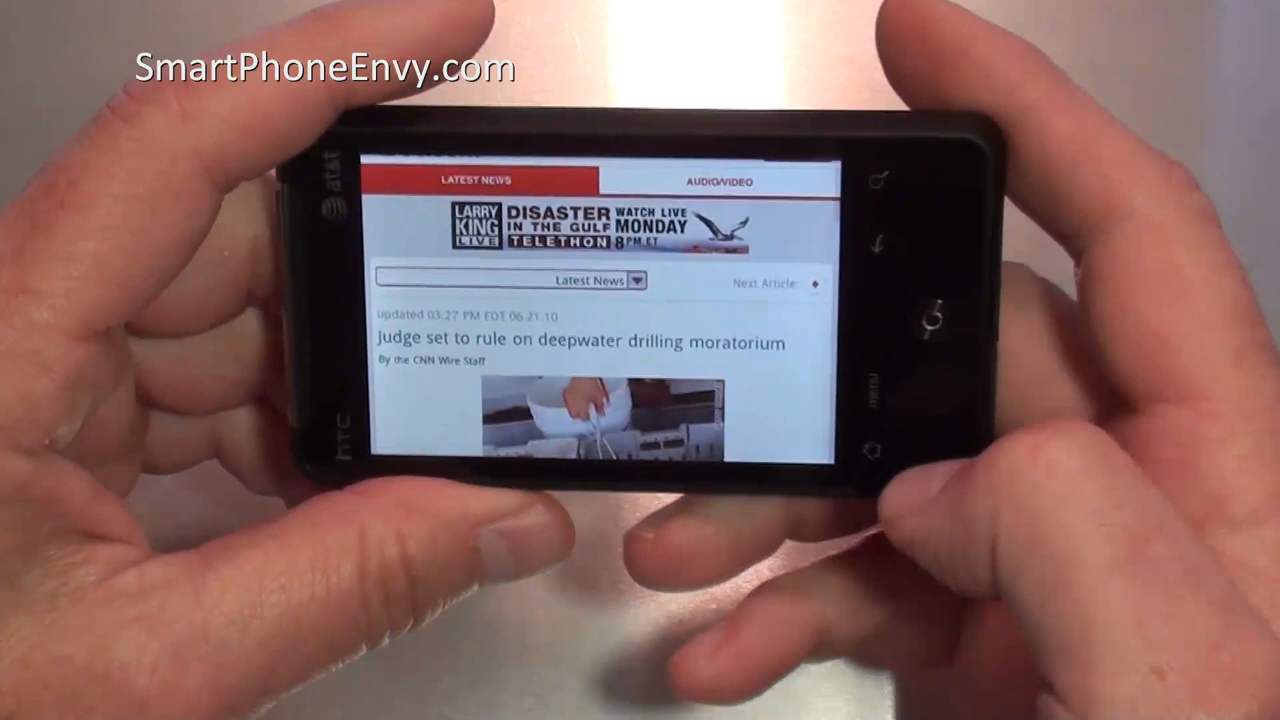 SmartPhoneEnvy.com
at&t
LATEST NEWS
AUDIO/VIDEO
LARRY
KING
LIVE
DISASTER
IN THE GULF
TELETHON
WATCH LIVE
MONDAY
8PM ET
Latest News
Next Article:
updated 03:27 PM EDT 06.21.10
Judge set to rule on deepwater drilling moratorium
By the CNN Wire Staff
menu
hTC